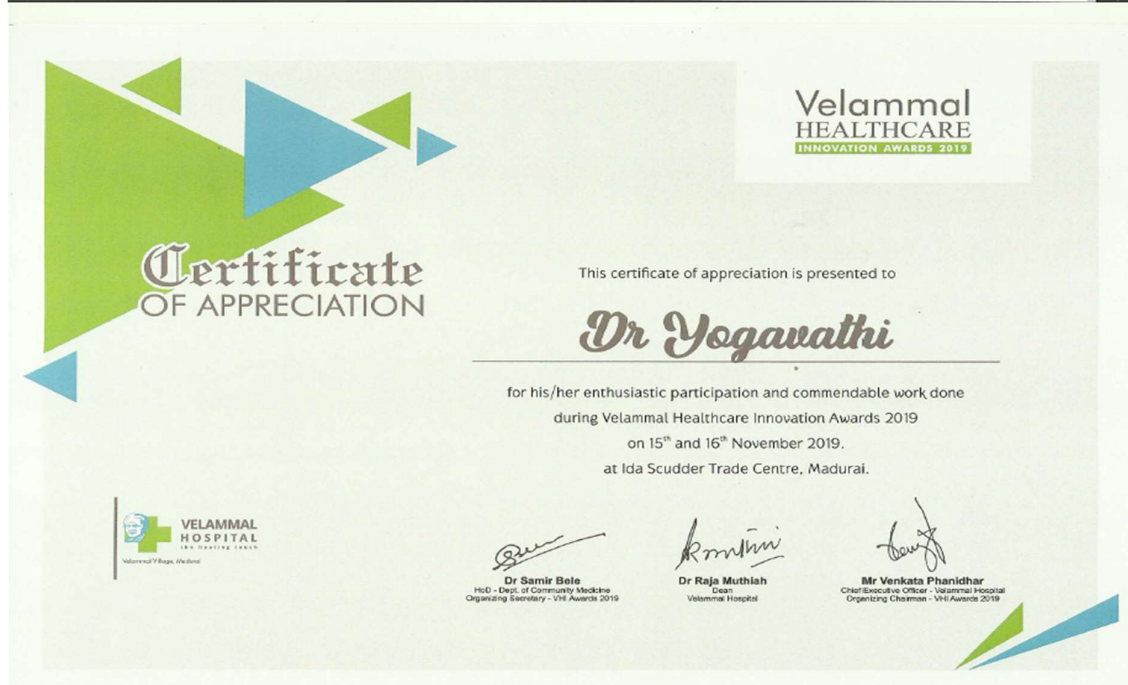 Velammal
HEALTHCARE
INNOVATION AWARDS 2019
Certificate
OF APPRECIATION
This certificate of appreciation is presented to
Dr Yogavathi
for his/her enthusiastic participation and commendable work done
during Velammal Healthcare Innovation Awards 2019
on 15th and 16th November 2019.
at Ida Scudder Trade Centre, Madurai.
VELAMMAL
HOSPITAL
the healing touch
Velammal Village, Madurai
Dr Samir Bele
HoD - Dept. of Community Medicine
Organizing Secretary - VHI Awards 2019
Dr Raja Muthiah
Dean
Velammal Hospital
Mr Venkata Phanidhar
Chief Executive Officer - Velammal Hospital
Organizing Chairman - VHI Awards 2019